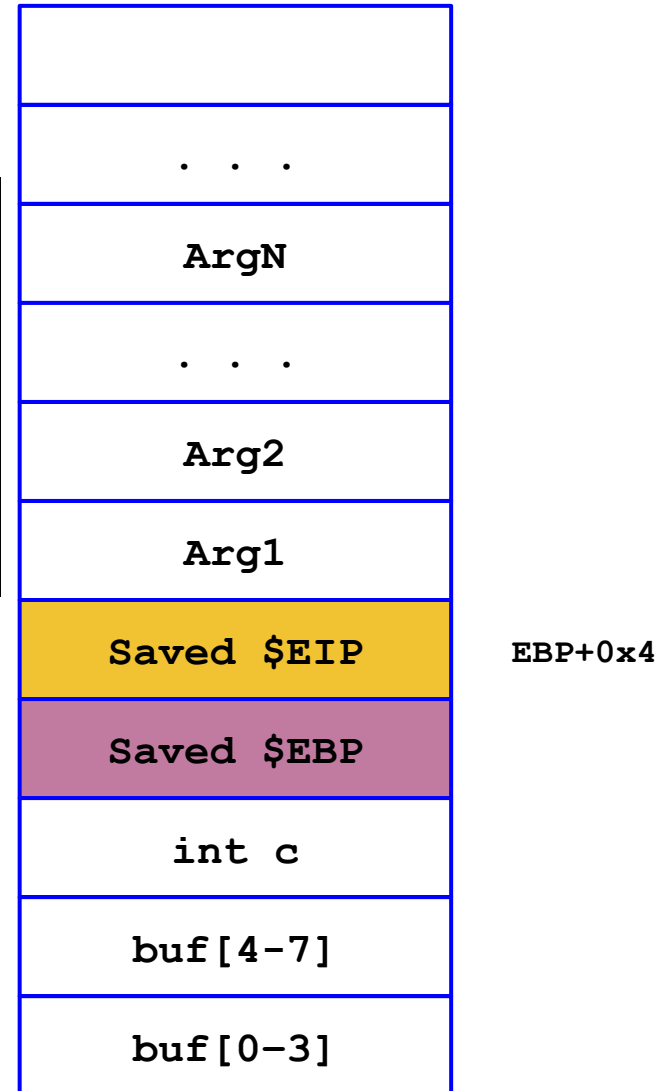 . . .
ArgN
. . .
Arg2
Arg1
Saved $EIP EBP+0x4
Saved $EBP
int c
buf[4-7]
buf[0-3]